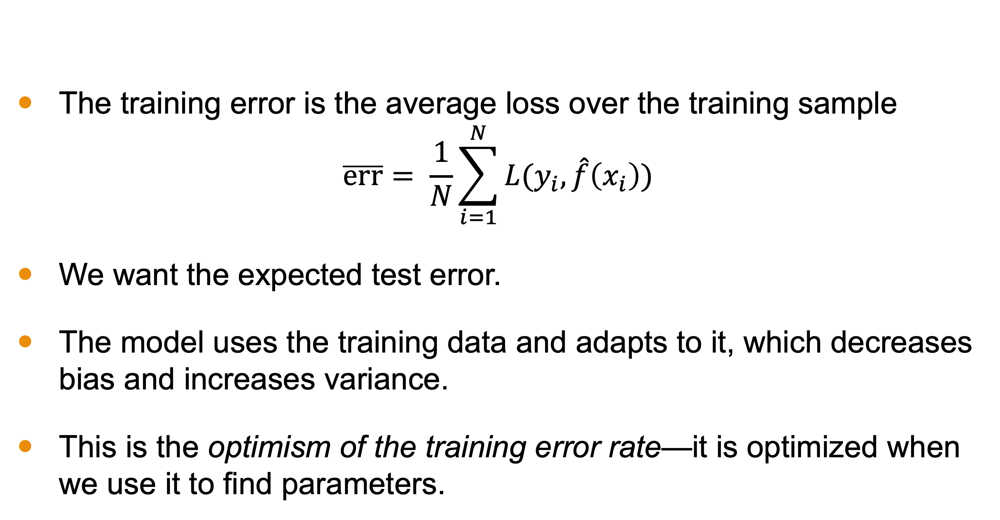 • The training error is the average loss over the training sample
$\overline{\text{err}} = \frac{1}{N}\sum_{i=1}^{N} L(y_i, \hat{f}(x_i))$
• We want the expected test error.
• The model uses the training data and adapts to it, which decreases
bias and increases variance.
• This is the optimism of the training error rate—it is optimized when
we use it to find parameters.